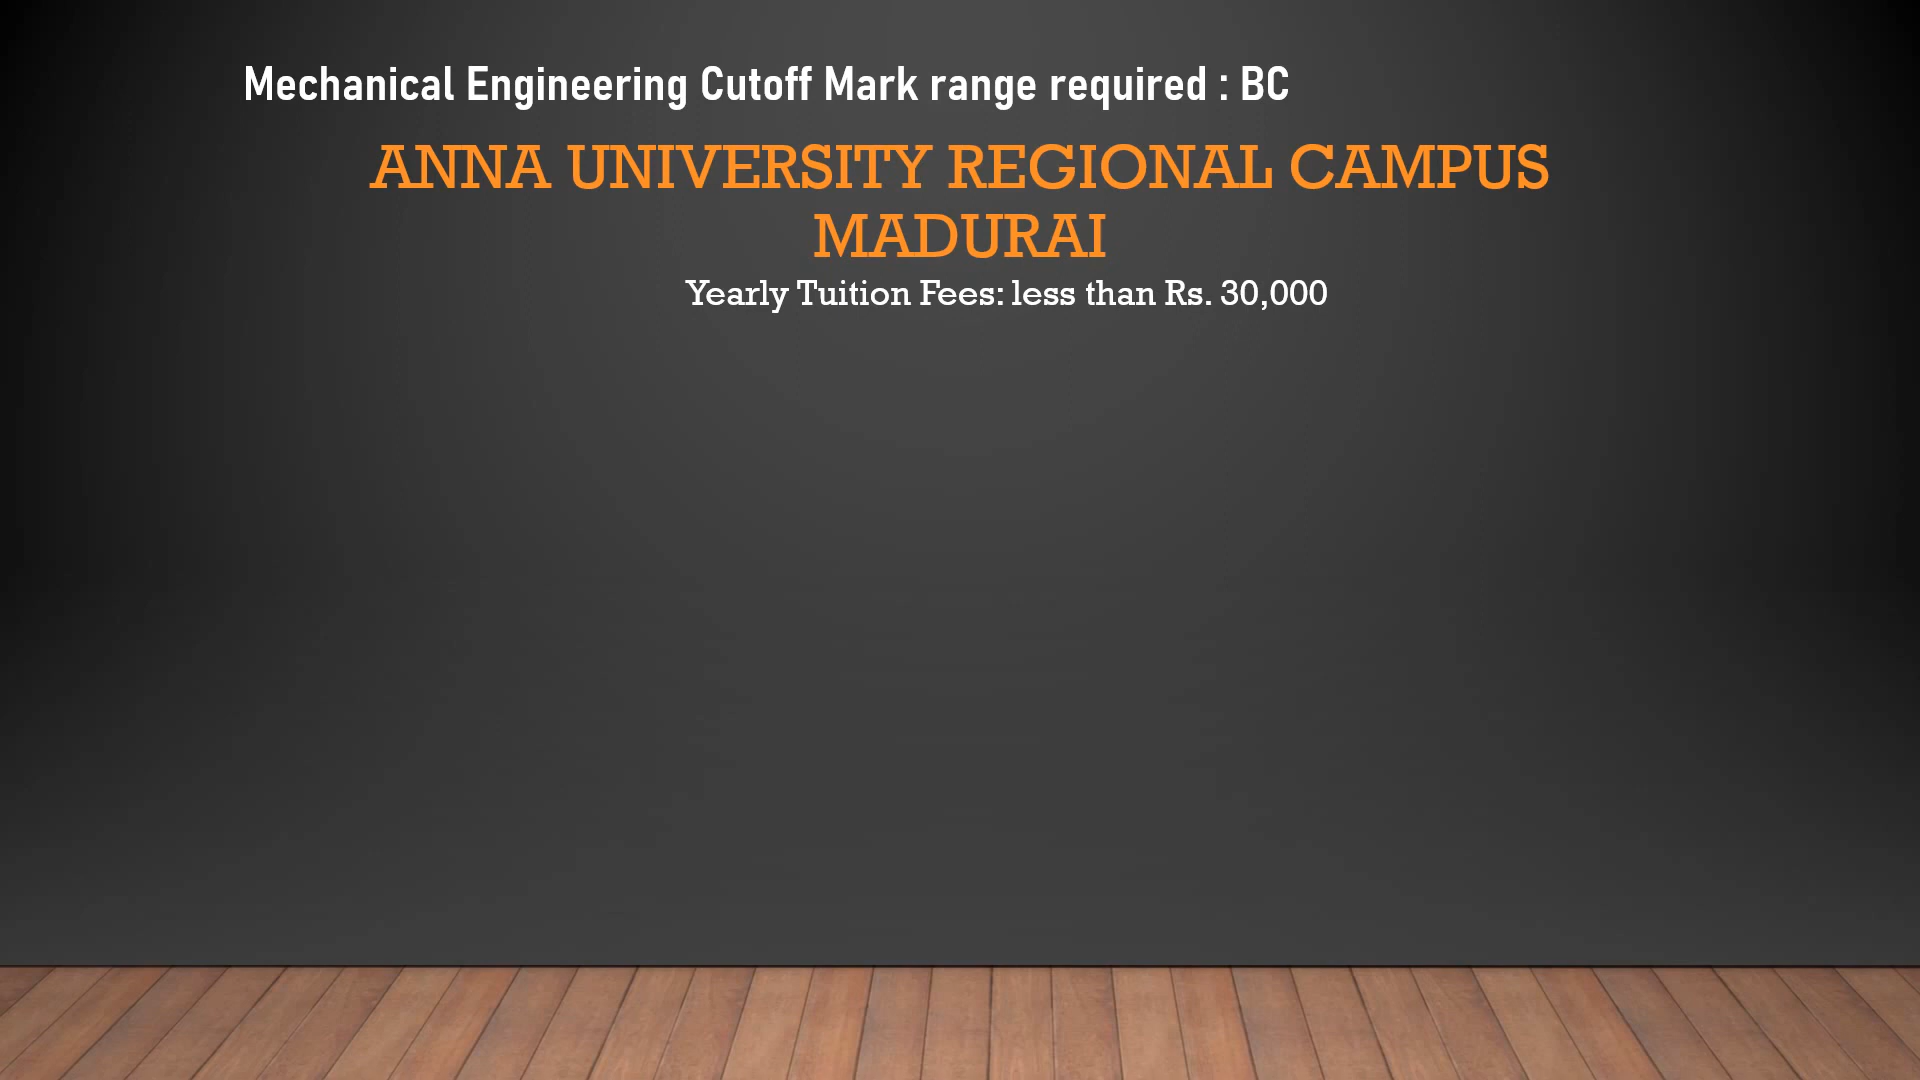 Mechanical Engineering Cutoff Mark range required : BC
ANNA UNIVERSITY REGIONAL CAMPUS
MADURAI
Yearly Tuition Fees: less than Rs. 30,000